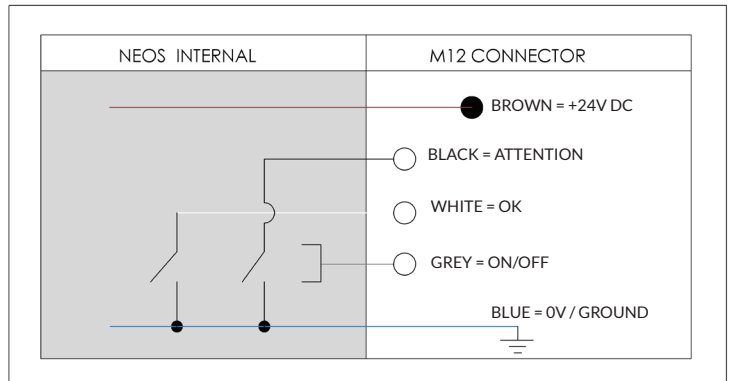 NEOS INTERNAL
M12 CONNECTOR
BROWN = +24V DC
BLACK = ATTENTION
WHITE = OK
GREY = ON/OFF
BLUE = 0V / GROUND